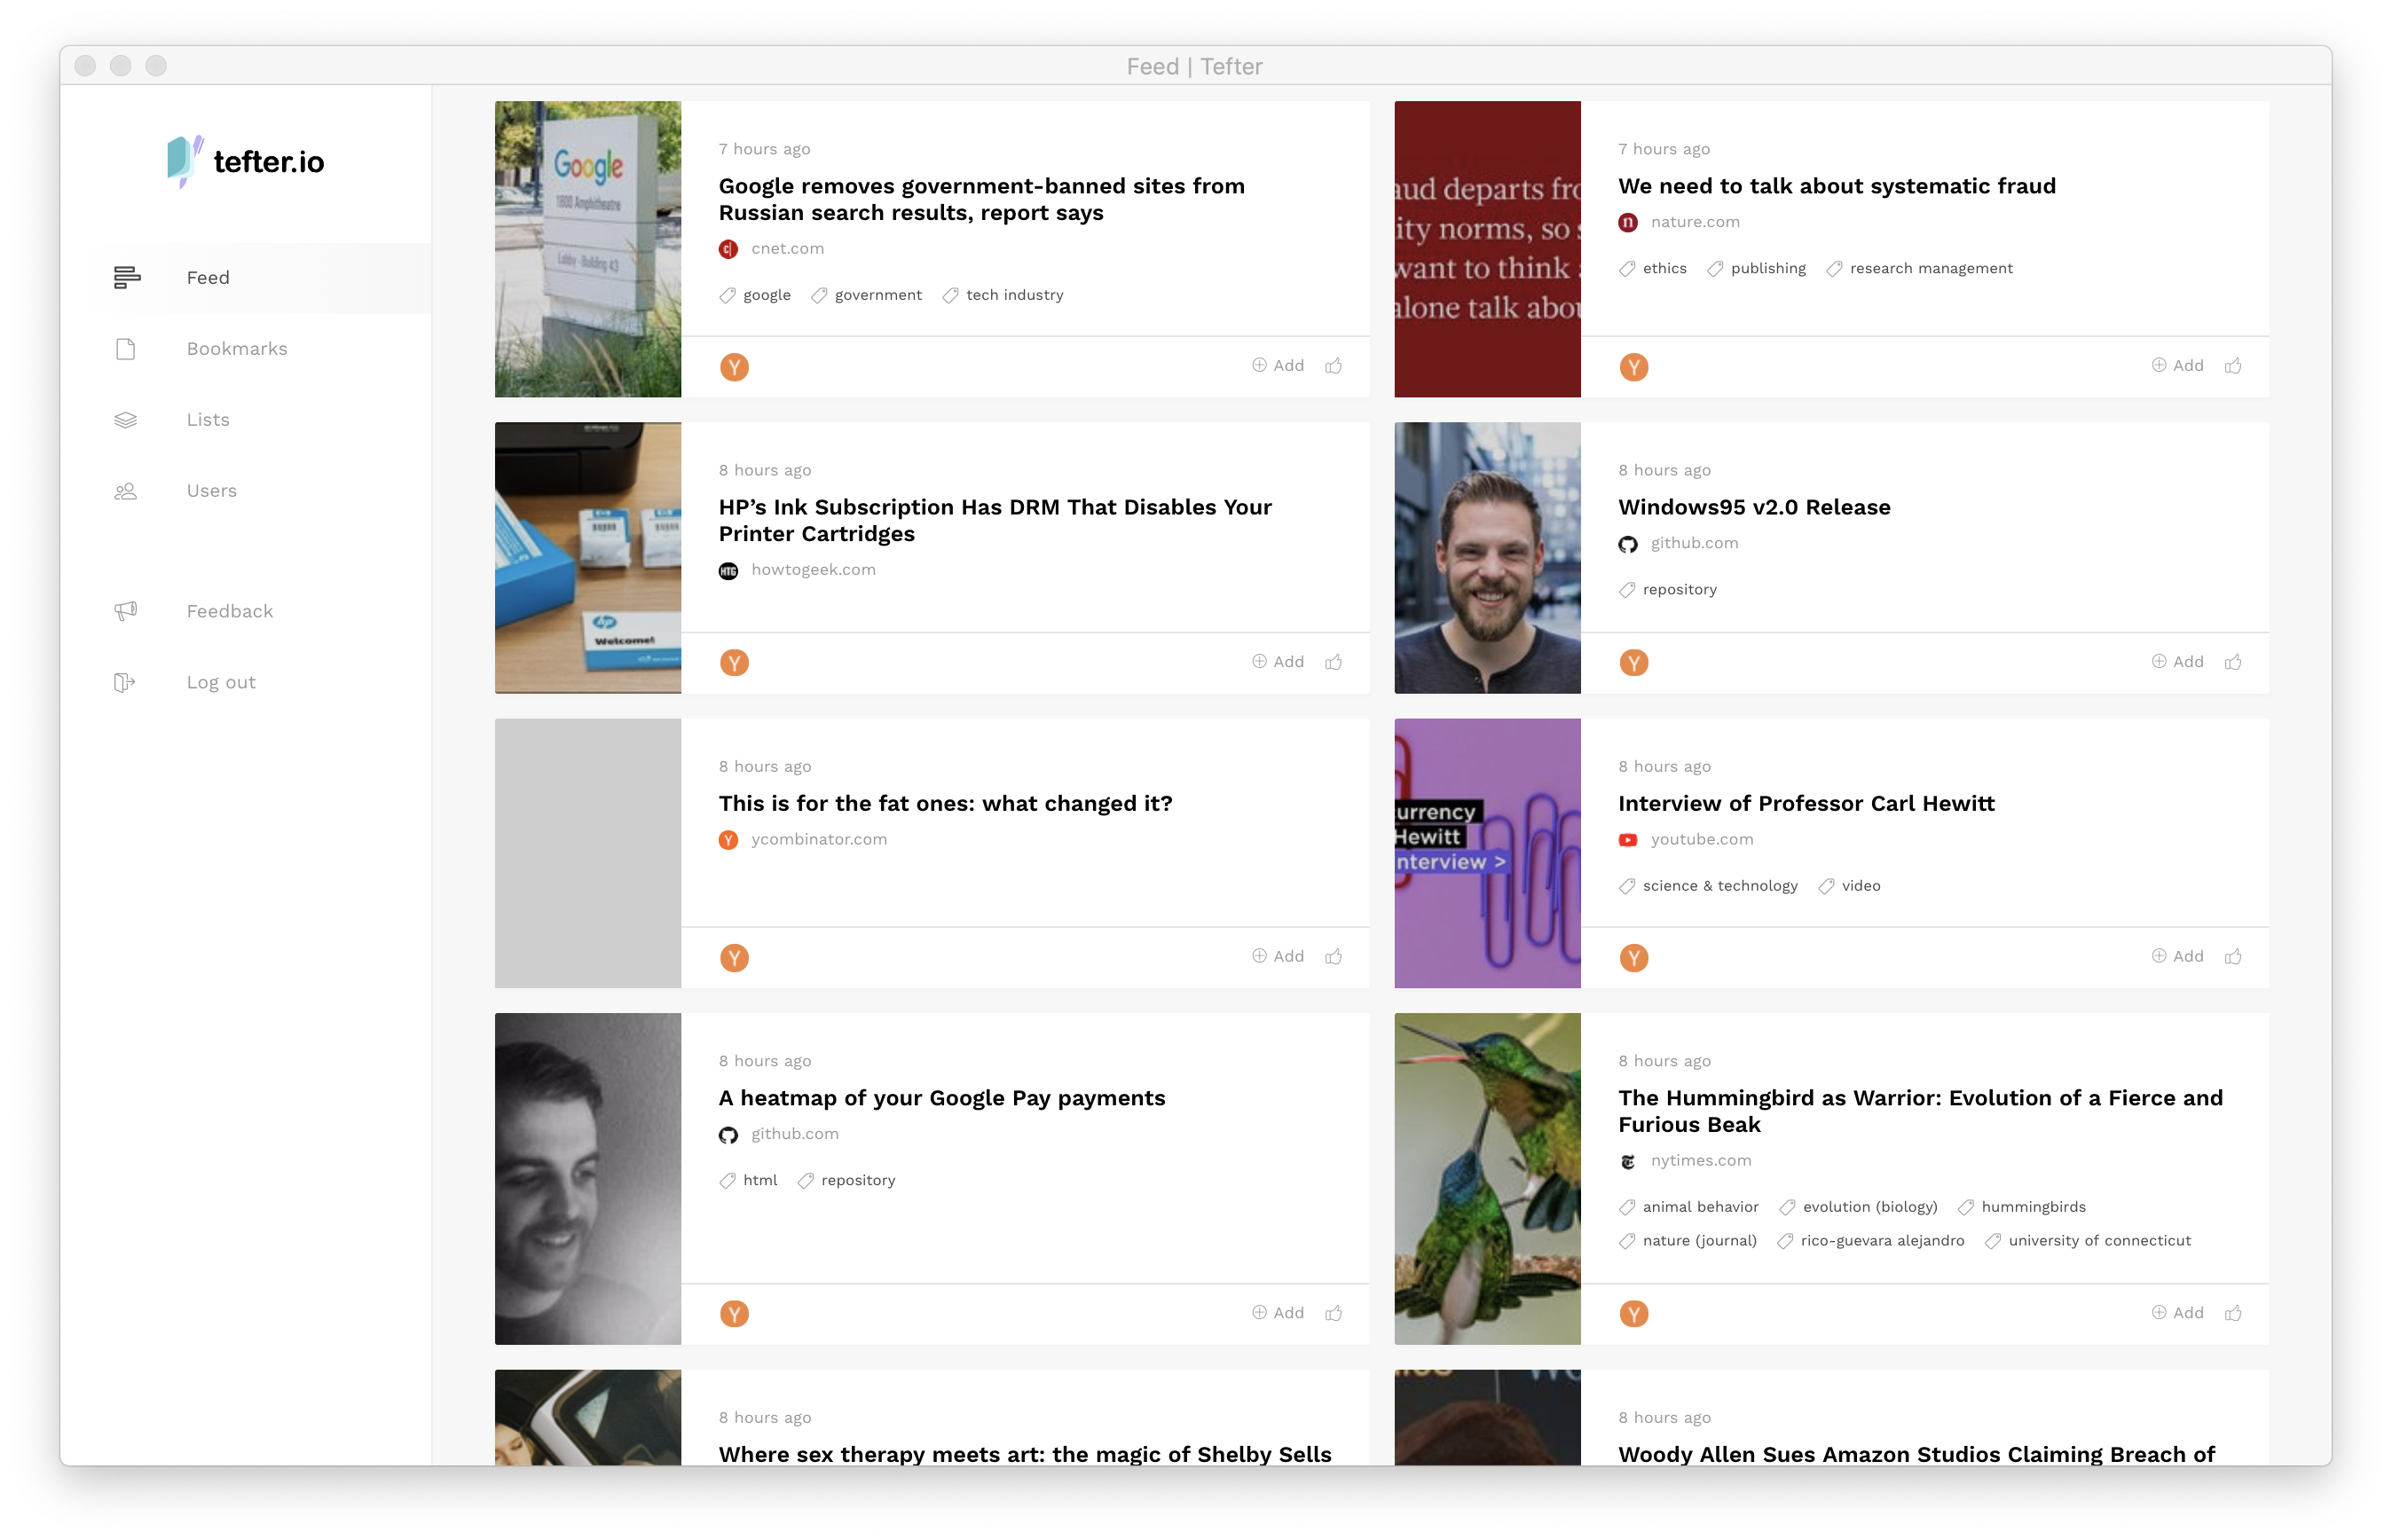 Feed | Tefter
tefter.io
Feed
Bookmarks
Lists
Users
Feedback
Log out
Google
1600 Amphitheatre
Lobby - Building 43
7 hours ago
Google removes government-banned sites from
Russian search results, report says
cnet.com
google government tech industry
Y
Add
aud departs fro
ity norms, so s
want to think a
alone talk abou
7 hours ago
We need to talk about systematic fraud
n nature.com
ethics publishing research management
Y
Add
hp
Welcome!
8 hours ago
HP’s Ink Subscription Has DRM That Disables Your
Printer Cartridges
HTG howtogeek.com
Y
Add
8 hours ago
Windows95 v2.0 Release
github.com
repository
Y
Add
8 hours ago
This is for the fat ones: what changed it?
Y ycombinator.com
Y
Add
urrency
Hewitt
nterview >
8 hours ago
Interview of Professor Carl Hewitt
youtube.com
science & technology video
Y
Add
8 hours ago
A heatmap of your Google Pay payments
github.com
html repository
Y
Add
8 hours ago
The Hummingbird as Warrior: Evolution of a Fierce and
Furious Beak
nytimes.com
animal behavior evolution (biology) hummingbirds
nature (journal) rico-guevara alejandro university of connecticut
Y
Add
8 hours ago
Where sex therapy meets art: the magic of Shelby Sells
8 hours ago
Woody Allen Sues Amazon Studios Claiming Breach of